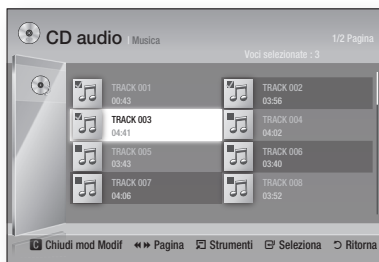 CD audio | Musica
1/2 Pagina
Voci selezionate : 3
TRACK 001
00:43
TRACK 002
03:56
TRACK 003
04:41
TRACK 004
04:02
TRACK 005
03:43
TRACK 006
03:40
TRACK 007
04:06
TRACK 008
03:52
C Chiudi mod Modif Pagina Strumenti Seleziona Ritorna